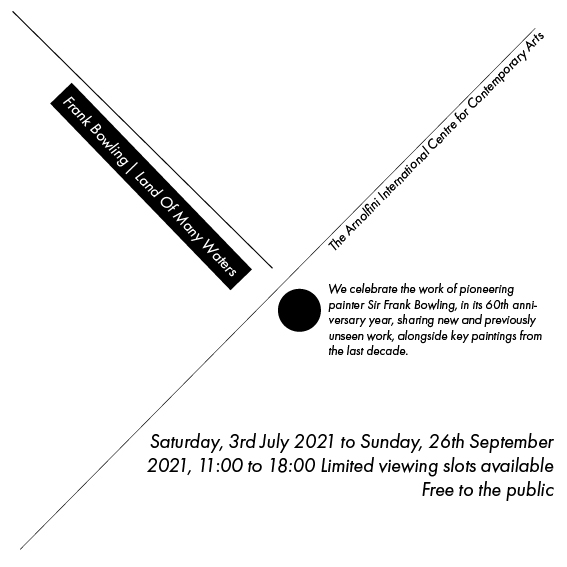 Frank Bowling | Land Of Many Waters
The Arnolfini International Centre for Contemporary Arts
We celebrate the work of pioneering
painter Sir Frank Bowling, in its 60th anni-
versary year, sharing new and previously
unseen work, alongside key paintings from
the last decade.
Saturday, 3rd July 2021 to Sunday, 26th September
2021, 11:00 to 18:00 Limited viewing slots available
Free to the public